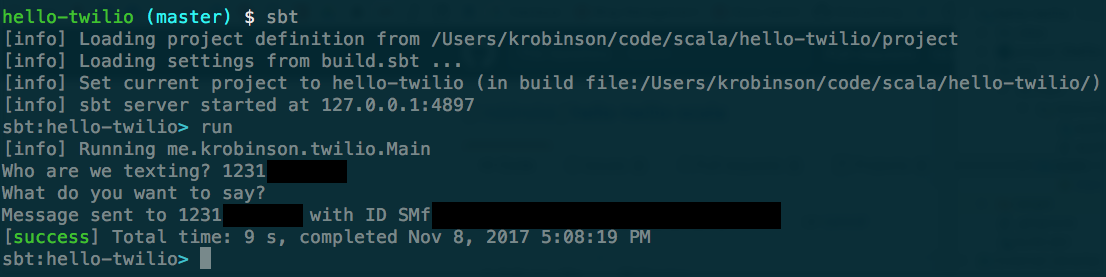 hello-twilio (master) $ sbt
[info] Loading project definition from /Users/krobinson/code/scala/hello-twilio/project
[info] Loading settings from build.sbt ...
[info] Set current project to hello-twilio (in build file:/Users/krobinson/code/scala/hello-twilio/)
[info] sbt server started at 127.0.0.1:4897
sbt:hello-twilio> run
[info] Running me.krobinson.twilio.Main
Who are we texting? 1231
What do you want to say?
Message sent to 1231 with ID SMf
[success] Total time: 9 s, completed Nov 8, 2017 5:08:19 PM
sbt:hello-twilio>